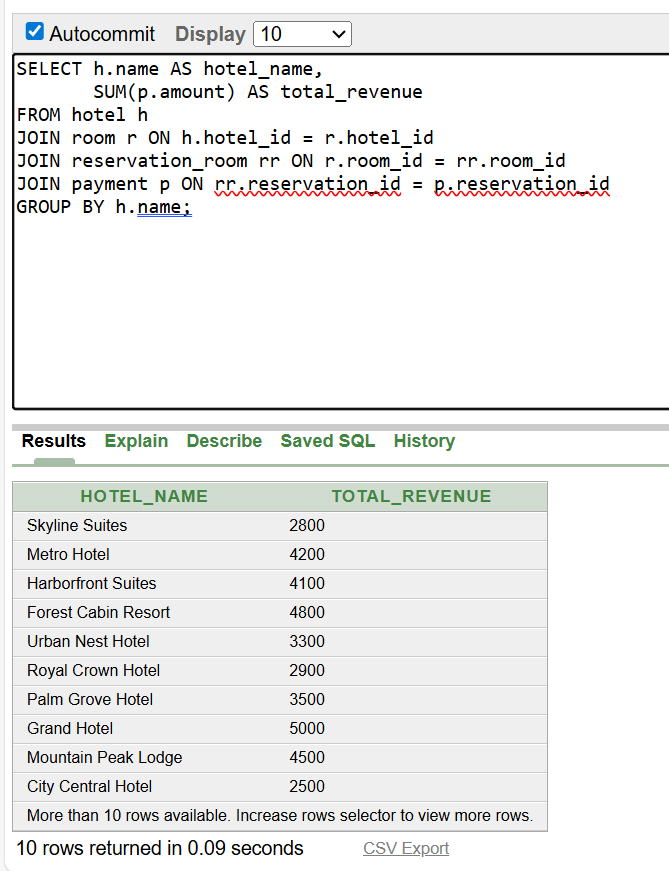 Autocommit Display 10
SELECT h.name AS hotel_name,
       SUM(p.amount) AS total_revenue
FROM hotel h
JOIN room r ON h.hotel_id = r.hotel_id
JOIN reservation_room rr ON r.room_id = rr.room_id
JOIN payment p ON rr.reservation_id = p.reservation_id
GROUP BY h.name;
Results Explain Describe Saved SQL History
HOTEL_NAME TOTAL_REVENUE
Skyline Suites 2800
Metro Hotel 4200
Harborfront Suites 4100
Forest Cabin Resort 4800
Urban Nest Hotel 3300
Royal Crown Hotel 2900
Palm Grove Hotel 3500
Grand Hotel 5000
Mountain Peak Lodge 4500
City Central Hotel 2500
More than 10 rows available. Increase rows selector to view more rows.
10 rows returned in 0.09 seconds CSV Export